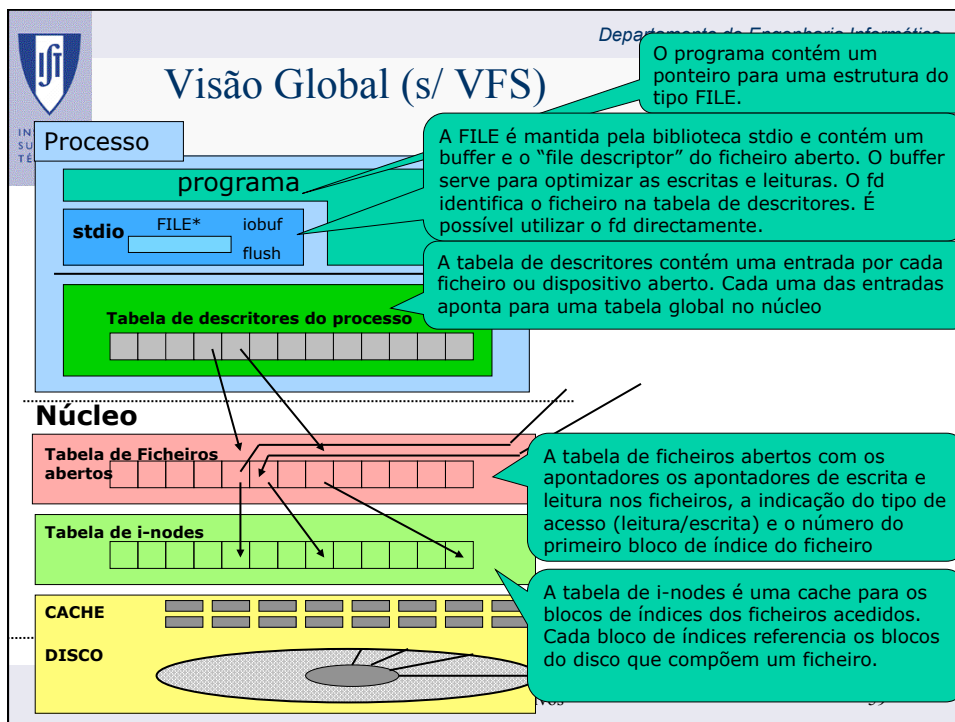 Departamento de Engenharia Informática
Visão Global (s/ VFS)
O programa contém um
ponteiro para uma estrutura do
tipo FILE.
Processo
programa
A FILE é mantida pela biblioteca stdio e contém um
buffer e o “file descriptor” do ficheiro aberto. O buffer
serve para optimizar as escritas e leituras. O fd
identifica o ficheiro na tabela de descritores. É
possível utilizar o fd directamente.
stdio
FILE*
iobuf
flush
A tabela de descritores contém uma entrada por cada
ficheiro ou dispositivo aberto. Cada uma das entradas
aponta para uma tabela global no núcleo
Tabela de descritores do processo
Núcleo
Tabela de Ficheiros
abertos
A tabela de ficheiros abertos com os
apontadores os apontadores de escrita e
leitura nos ficheiros, a indicação do tipo de
acesso (leitura/escrita) e o número do
primeiro bloco de índice do ficheiro
Tabela de i-nodes
A tabela de i-nodes é uma cache para os
blocos de índices dos ficheiros acedidos.
Cada bloco de índices referencia os blocos
do disco que compõem um ficheiro.
CACHE
DISCO